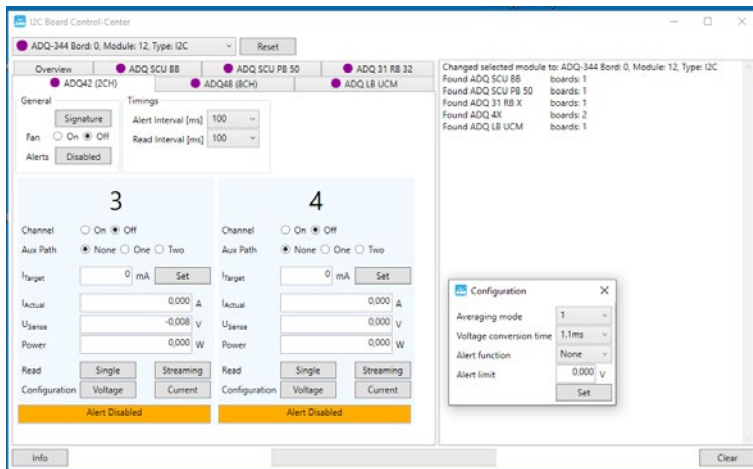 I2C Board Control-Center
ADQ-344 Bord: 0, Module: 12, Type: I2C
Reset
Overview
ADQ SCU 8B
ADQ SCU PB 50
ADQ 31 RB 32
ADQ42 (2CH)
ADQ48 (8CH)
ADQ LB UCM
General
Timings
Signature
Alert Interval [ms] 100
Fan On Off
Read Interval [ms] 100
Alerts Disabled
3
Channel On Off
Aux Path None One Two
ITarget 0 mA Set
IActual 0,000 A
USense -0,008 V
Power 0,000 W
Read Single Streaming
Configuration Voltage Current
Alert Disabled
4
Channel On Off
Aux Path None One Two
ITarget 0 mA Set
IActual 0,000 A
USense 0,000 V
Power 0,000 W
Read Single Streaming
Configuration Voltage Current
Alert Disabled
Changed selected module to: ADQ-344 Bord: 0, Module: 12, Type: I2C
Found ADQ SCU 8B boards: 1
Found ADQ SCU PB 50 boards: 1
Found ADQ 31 RB X boards: 1
Found ADQ 4X boards: 2
Found ADQ LB UCM boards: 1
Configuration
Averaging mode 1
Voltage conversion time 1.1ms
Alert function None
Alert limit 0,000 V
Set
Info
Clear